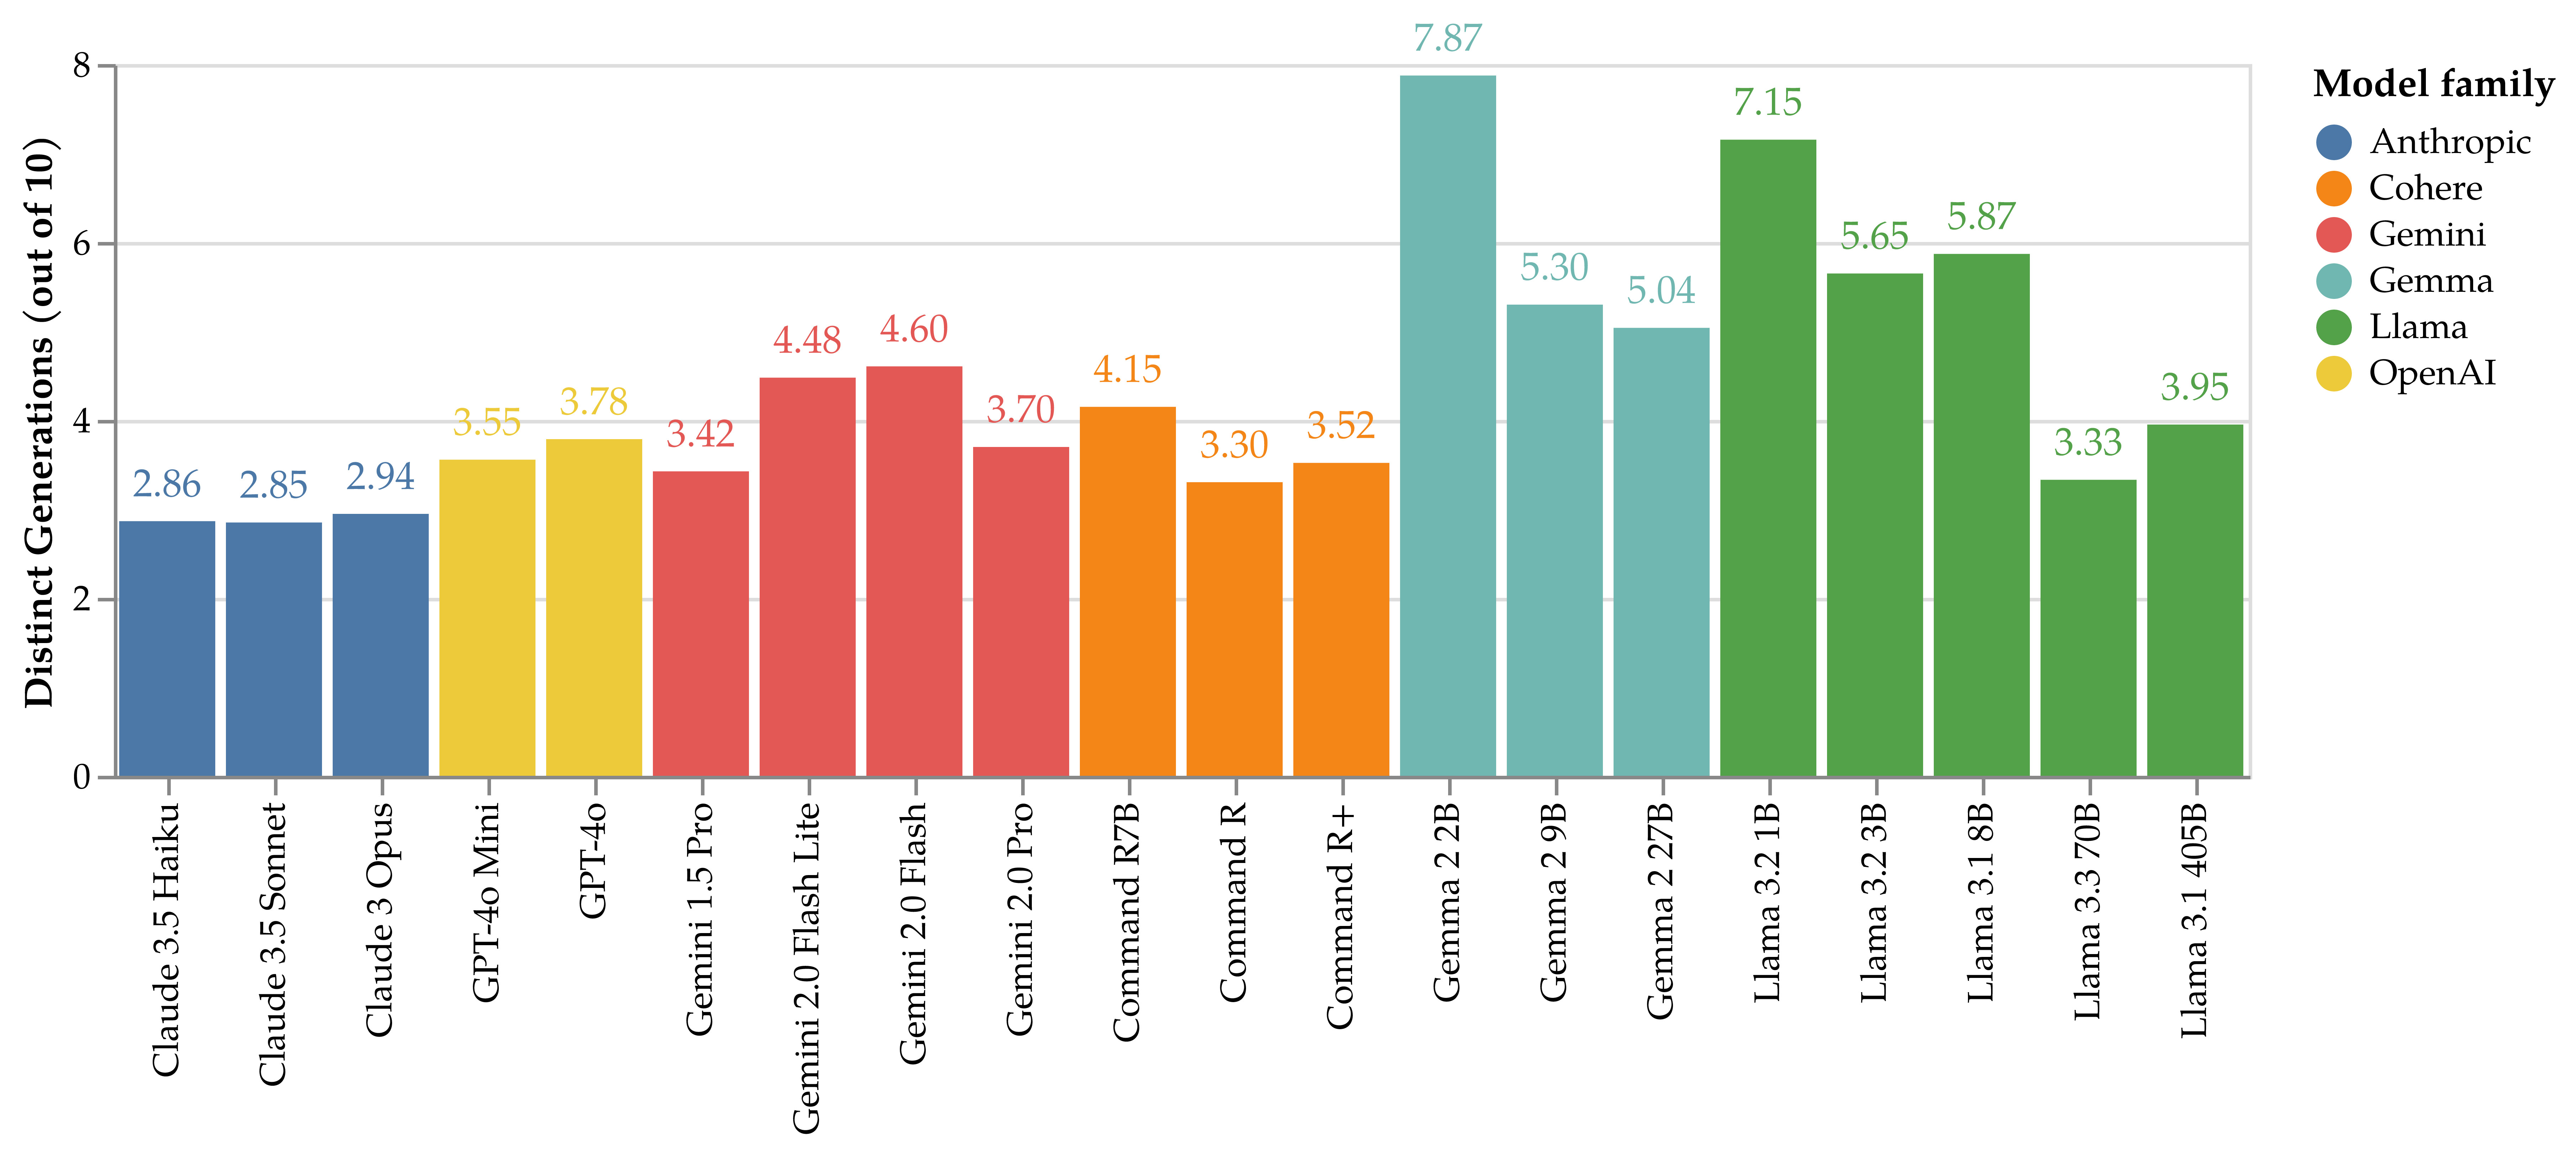 Distinct Generations (out of 10)
8
6
4
2
0
2.86
2.85
2.94
3.55
3.78
3.42
4.48
4.60
3.70
4.15
3.30
3.52
7.87
5.30
5.04
7.15
5.65
5.87
3.33
3.95
Claude 3.5 Haiku
Claude 3.5 Sonnet
Claude 3 Opus
GPT-4o Mini
GPT-4o
Gemini 1.5 Pro
Gemini 2.0 Flash Lite
Gemini 2.0 Flash
Gemini 2.0 Pro
Command R7B
Command R
Command R+
Gemma 2 2B
Gemma 2 9B
Gemma 2 27B
Llama 3.2 1B
Llama 3.2 3B
Llama 3.1 8B
Llama 3.3 70B
Llama 3.1 405B
Model family
Anthropic
Cohere
Gemini
Gemma
Llama
OpenAI